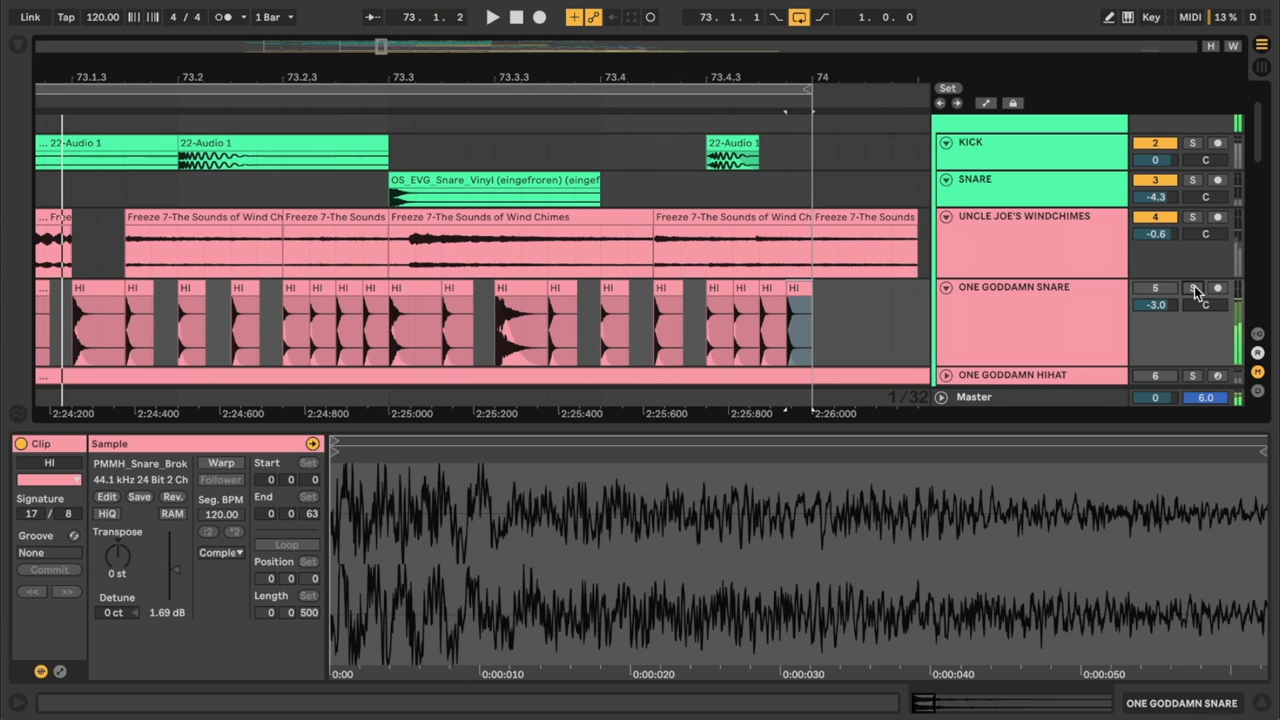 Link Tap 120.00 4 / 4 1 Bar 73. 1. 2 73. 1. 1 1. 0. 0 Key MIDI 13 % D
H W
73.1.3 73.2 73.2.3 73.3 73.3.3 73.4 73.4.3 74 Set
... 22-Audio 1 22-Audio 1 22-Audio 1 KICK 2 S
0 C
OS_EVG_Snare_Vinyl (eingefroren) (eingef SNARE 3 S
-4.3 C
... Free Freeze 7-The Sounds of Wind Ch Freeze 7-The Sounds Freeze 7-The Sounds of Wind Chimes Freeze 7-The Sounds of Wind Ch Freeze 7-The Sounds UNCLE JOE'S WINDCHIMES 4 S
-0.6 C
... HI HI HI HI HI HI HI HI HI HI HI HI HI HI HI HI HI HI HI ONE GODDAMN SNARE 5 S
-3.0 C
... ONE GODDAMN HIHAT 6 S
1/32 Master 0 6.0
2:24:200 2:24:400 2:24:600 2:24:800 2:25:000 2:25:200 2:25:400 2:25:600 2:25:800 2:26:000
R
M
D
Clip Sample
HI PMMH_Snare_Brok Warp Start Set
44.1 kHz 24 Bit 2 Ch Follower 0 0 0
Signature Edit Save Rev. Seg. BPM End Set
17 / 8 HiQ RAM 120.00 0 0 63
Groove Transpose :2 *2 Loop
None Comple Position Set
Commit 0 st 0 0 0
<< >> Detune Length Set
0 ct 1.69 dB 0 0 500
0:00 0:00:010 0:00:020 0:00:030 0:00:040 0:00:050
ONE GODDAMN SNARE